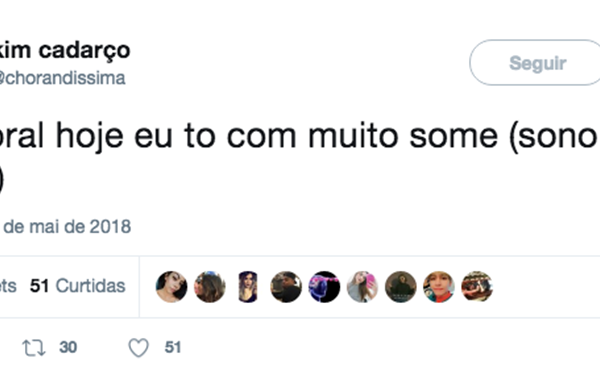 kim cadarço
@chorandissima
Seguir
oral hoje eu to com muito some (sono
)
de mai de 2018
ets 51 Curtidas
30 51